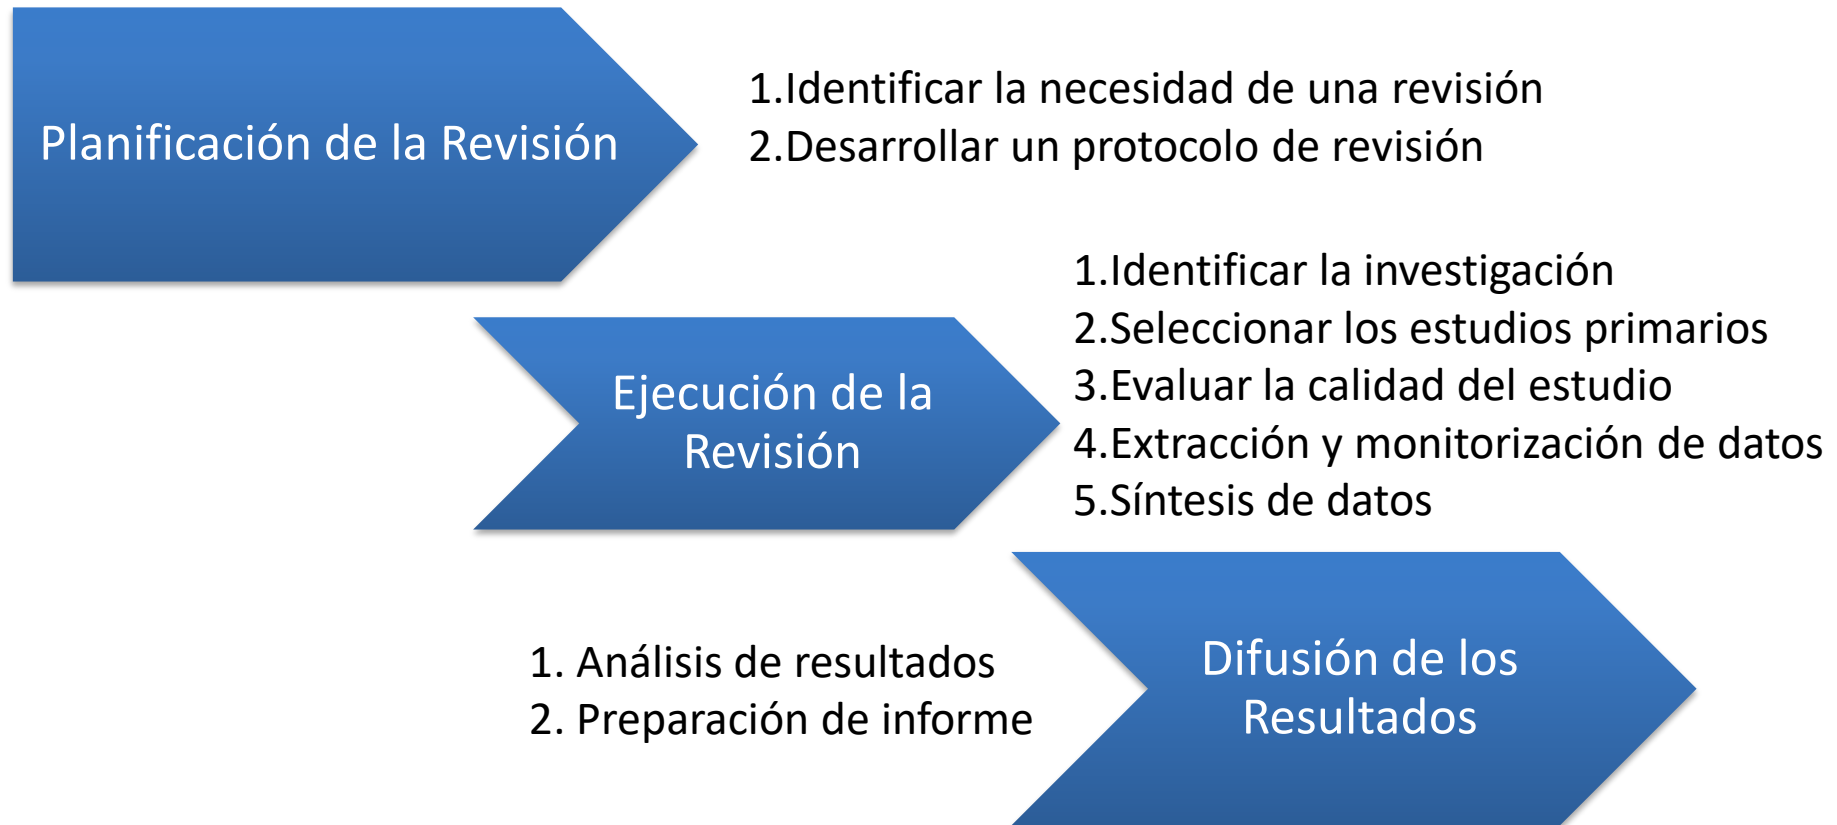 Planificación de la Revisión
1.Identificar la necesidad de una revisión
2.Desarrollar un protocolo de revisión
Ejecución de la
Revisión
1.Identificar la investigación
2.Seleccionar los estudios primarios
3.Evaluar la calidad del estudio
4.Extracción y monitorización de datos
5.Síntesis de datos
1. Análisis de resultados
2. Preparación de informe
Difusión de los
Resultados